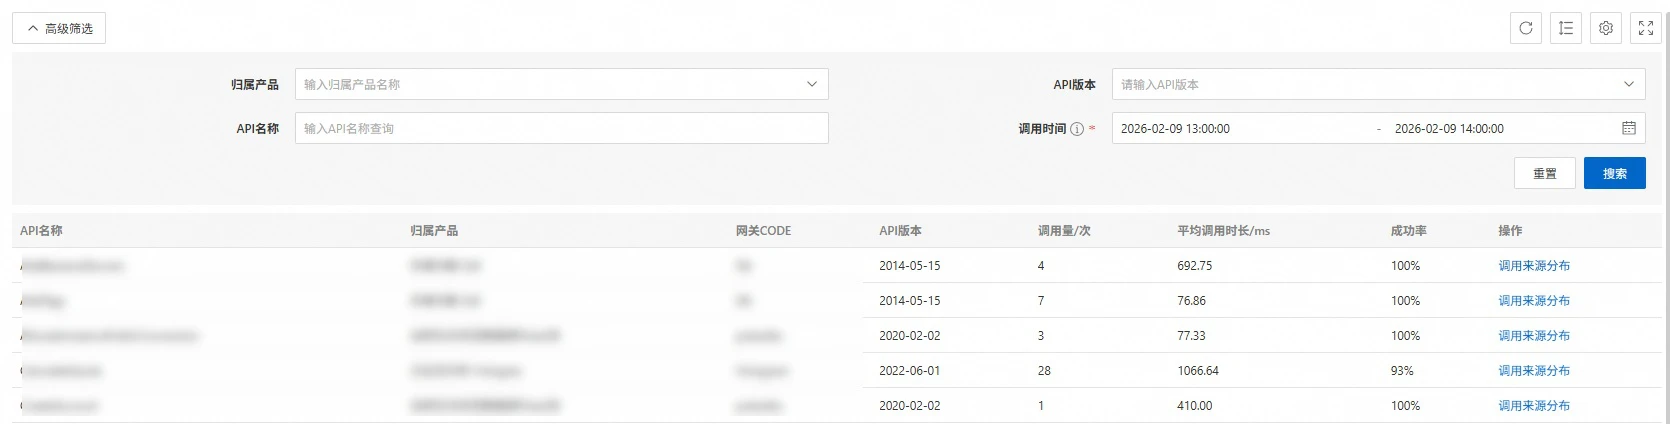 高级筛选
归属产品 输入归属产品名称 API版本 请输入API版本
API名称 输入API名称查询 调用时间 * 2026-02-09 13:00:00 - 2026-02-09 14:00:00
重置 搜索
API名称 归属产品 网关CODE API版本 调用量/次 平均调用时长/ms 成功率 操作
2014-05-15 4 692.75 100% 调用来源分布
2014-05-15 7 76.86 100% 调用来源分布
2020-02-02 3 77.33 100% 调用来源分布
2022-06-01 28 1066.64 93% 调用来源分布
2020-02-02 1 410.00 100% 调用来源分布